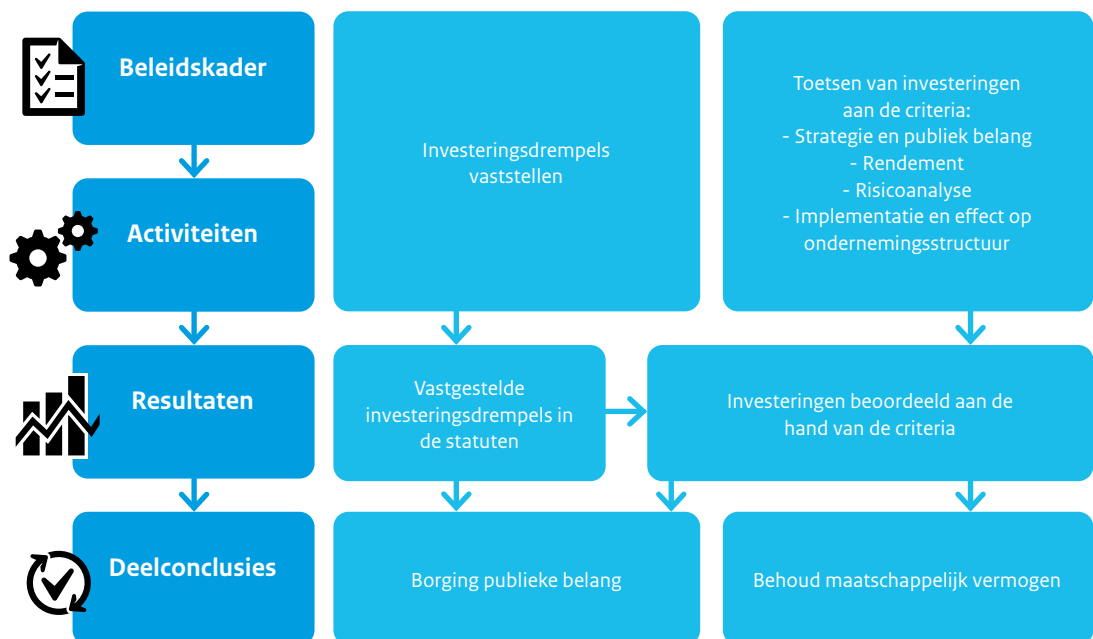 Beleidskader
Activiteiten
Resultaten
Deelconclusies
Investeringsdrempels
vaststellen
Toetsen van investeringen
aan de criteria:
- Strategie en publiek belang
- Rendement
- Risicoanalyse
- Implementatie en effect op
ondernemingsstructuur
Vastgestelde
investeringsdrempels in
de statuten
Investeringen beoordeeld aan de
hand van de criteria
Borging publieke belang
Behoud maatschappelijk vermogen